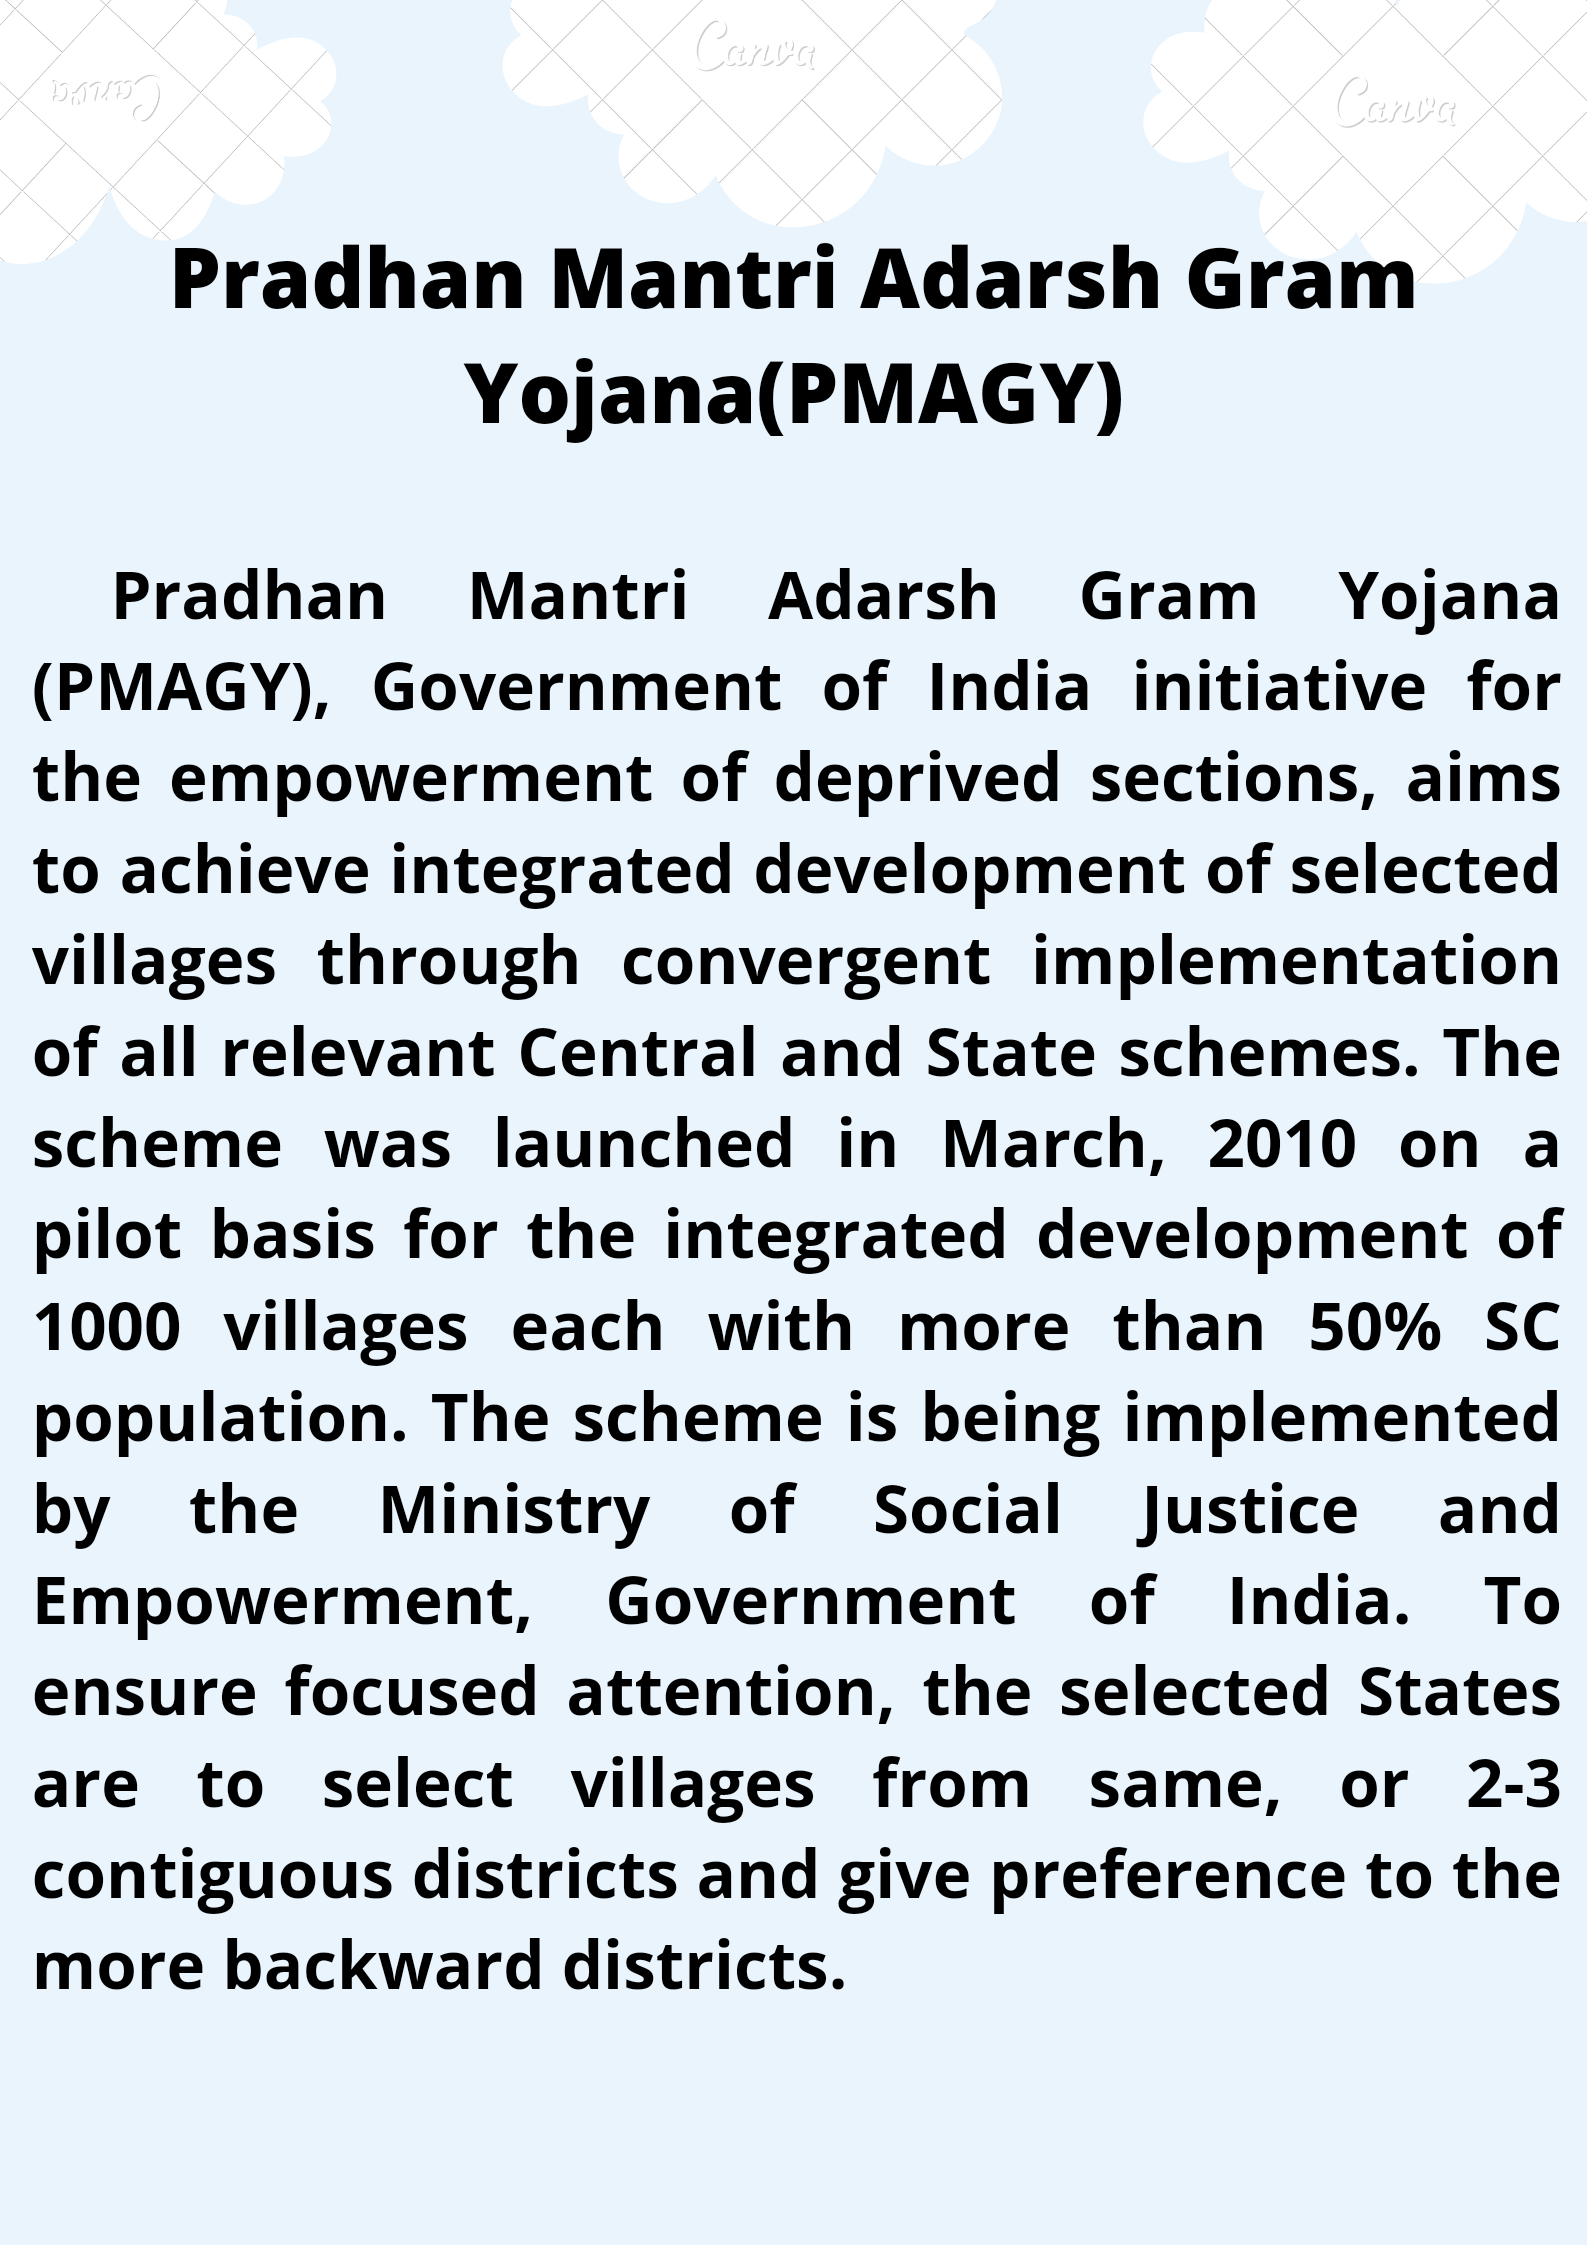 Canva
Canva
Canva
Pradhan Mantri Adarsh Gram
Yojana(PMAGY)
Pradhan Mantri Adarsh Gram Yojana
(PMAGY), Government of India initiative for
the empowerment of deprived sections, aims
to achieve integrated development of selected
villages through convergent implementation
of all relevant Central and State schemes. The
scheme was launched in March, 2010 on a
pilot basis for the integrated development of
1000 villages each with more than 50% SC
population. The scheme is being implemented
by the Ministry of Social Justice and
Empowerment, Government of India. To
ensure focused attention, the selected States
are to select villages from same, or 2-3
contiguous districts and give preference to the
more backward districts.